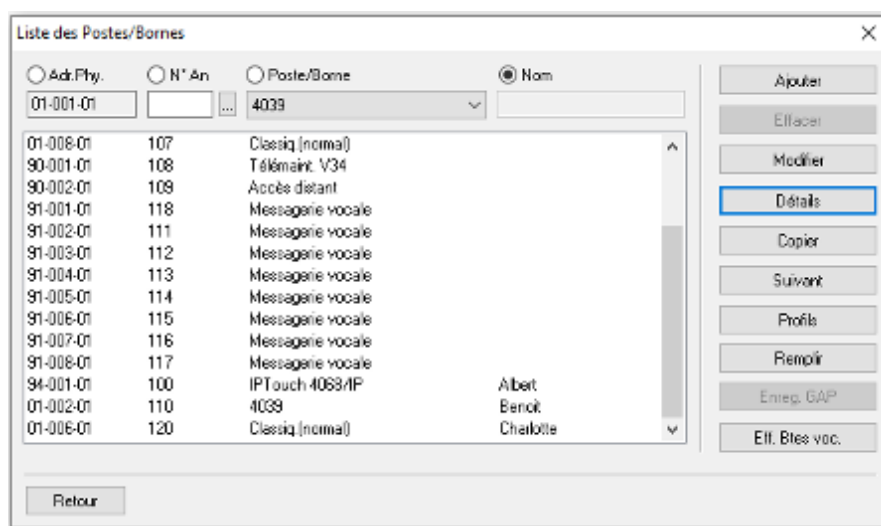 Liste des Postes/Bornes
Adr.Phy. N° An Poste/Borne Nom
01-001-01 ... 4039
01-008-01 107 Classiq.(normal)
90-001-01 108 Télémaint. V34
90-002-01 109 Accès distant
91-001-01 118 Messagerie vocale
91-002-01 111 Messagerie vocale
91-003-01 112 Messagerie vocale
91-004-01 113 Messagerie vocale
91-005-01 114 Messagerie vocale
91-006-01 115 Messagerie vocale
91-007-01 116 Messagerie vocale
91-008-01 117 Messagerie vocale
94-001-01 100 IPTouch 4068/IP Albert
01-002-01 110 4039 Benoit
01-006-01 120 Classiq.(normal) Charlotte
Ajouter
Effacer
Modifier
Détails
Copier
Suivant
Profils
Remplir
Enreg. GAP
Eff. Btes voc.
Retour